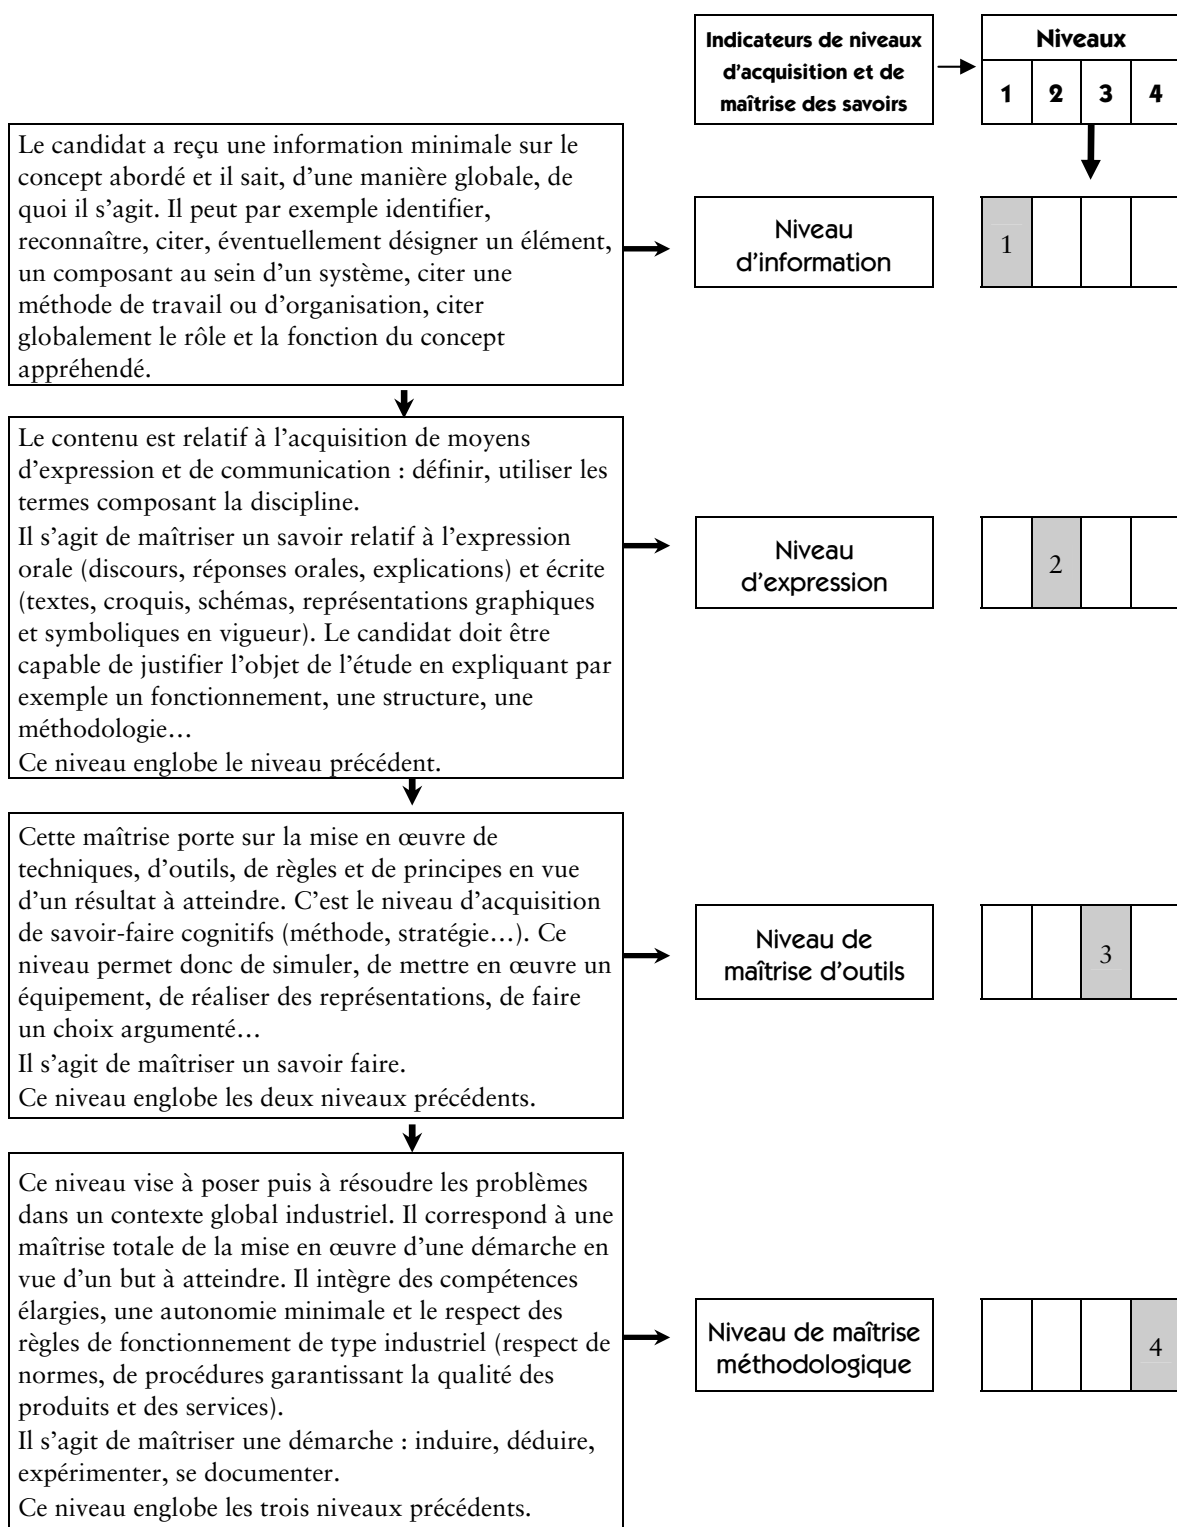 Indicateurs de niveaux
d'acquisition et de
maîtrise des savoirs
Niveaux
1 2 3 4
Le candidat a reçu une information minimale sur le
concept abordé et il sait, d'une manière globale, de
quoi il s'agit. Il peut par exemple identifier,
reconnaître, citer, éventuellement désigner un élément,
un composant au sein d'un système, citer une
méthode de travail ou d'organisation, citer
globalement le rôle et la fonction du concept
appréhendé.
Niveau
d'information
1
Le contenu est relatif à l'acquisition de moyens
d'expression et de communication : définir, utiliser les
termes composant la discipline.
Il s'agit de maîtriser un savoir relatif à l'expression
orale (discours, réponses orales, explications) et écrite
(textes, croquis, schémas, représentations graphiques
et symboliques en vigueur). Le candidat doit être
capable de justifier l'objet de l'étude en expliquant par
exemple un fonctionnement, une structure, une
méthodologie…
Ce niveau englobe le niveau précédent.
Niveau
d'expression
2
Cette maîtrise porte sur la mise en œuvre de
techniques, d'outils, de règles et de principes en vue
d'un résultat à atteindre. C'est le niveau d'acquisition
de savoir-faire cognitifs (méthode, stratégie…). Ce
niveau permet donc de simuler, de mettre en œuvre un
équipement, de réaliser des représentations, de faire
un choix argumenté…
Il s'agit de maîtriser un savoir faire.
Ce niveau englobe les deux niveaux précédents.
Niveau de
maîtrise d'outils
3
Ce niveau vise à poser puis à résoudre les problèmes
dans un contexte global industriel. Il correspond à une
maîtrise totale de la mise en œuvre d'une démarche en
vue d'un but à atteindre. Il intègre des compétences
élargies, une autonomie minimale et le respect des
règles de fonctionnement de type industriel (respect de
normes, de procédures garantissant la qualité des
produits et des services).
Il s'agit de maîtriser une démarche : induire, déduire,
expérimenter, se documenter.
Ce niveau englobe les trois niveaux précédents.
Niveau de maîtrise
méthodologique
4